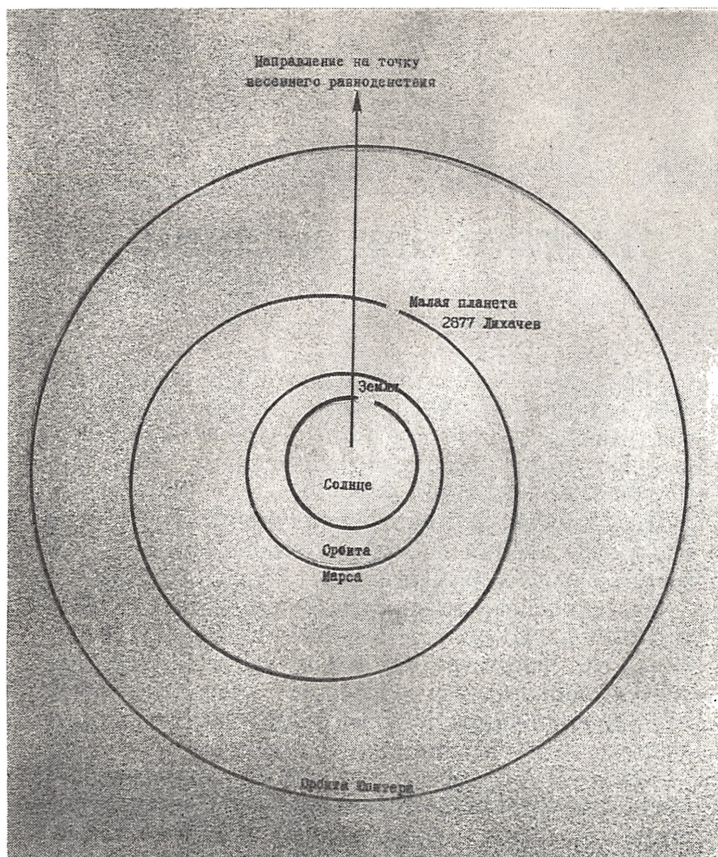 Направление на точку
весеннего равноденствия
Малая планета
2877 Лихачев
Земля
Солнце
Орбита
Марса
Орбита Юпитера